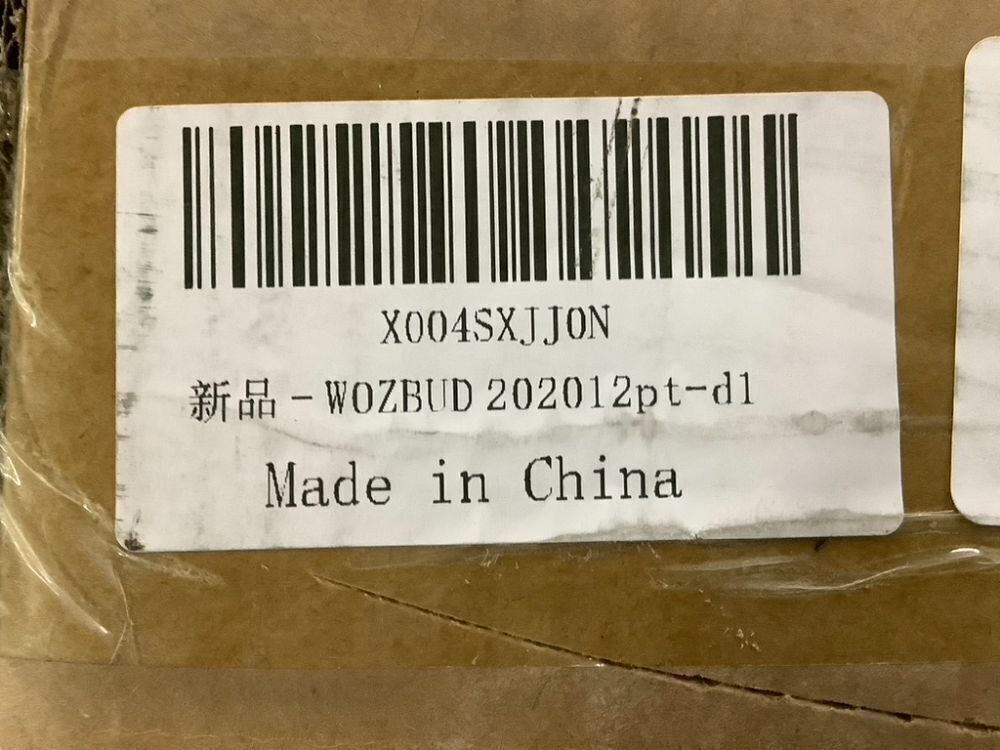 X004SXJJ0N
新品 - WOZBUD 202012pt-d1
Made in China